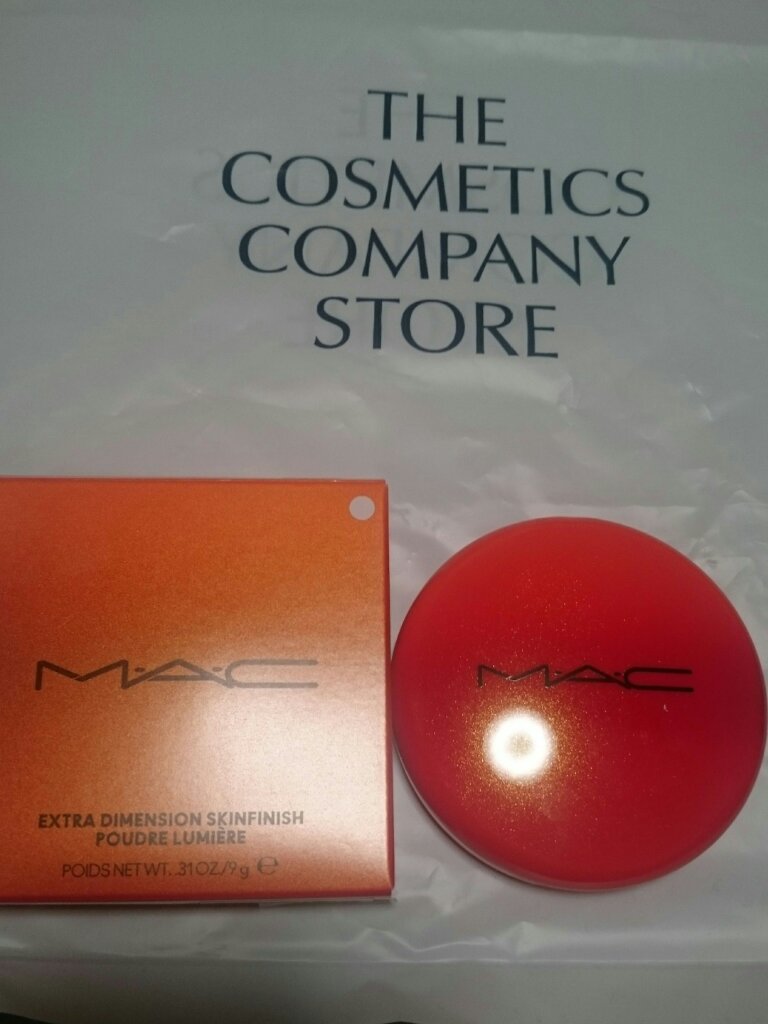 THE
COSMETICS
COMPANY
STORE
M·A·C
EXTRA DIMENSION SKINFINISH
POUDRE LUMIÈRE
POIDS NET WT. .31 OZ/9 g ℮
M·A·C